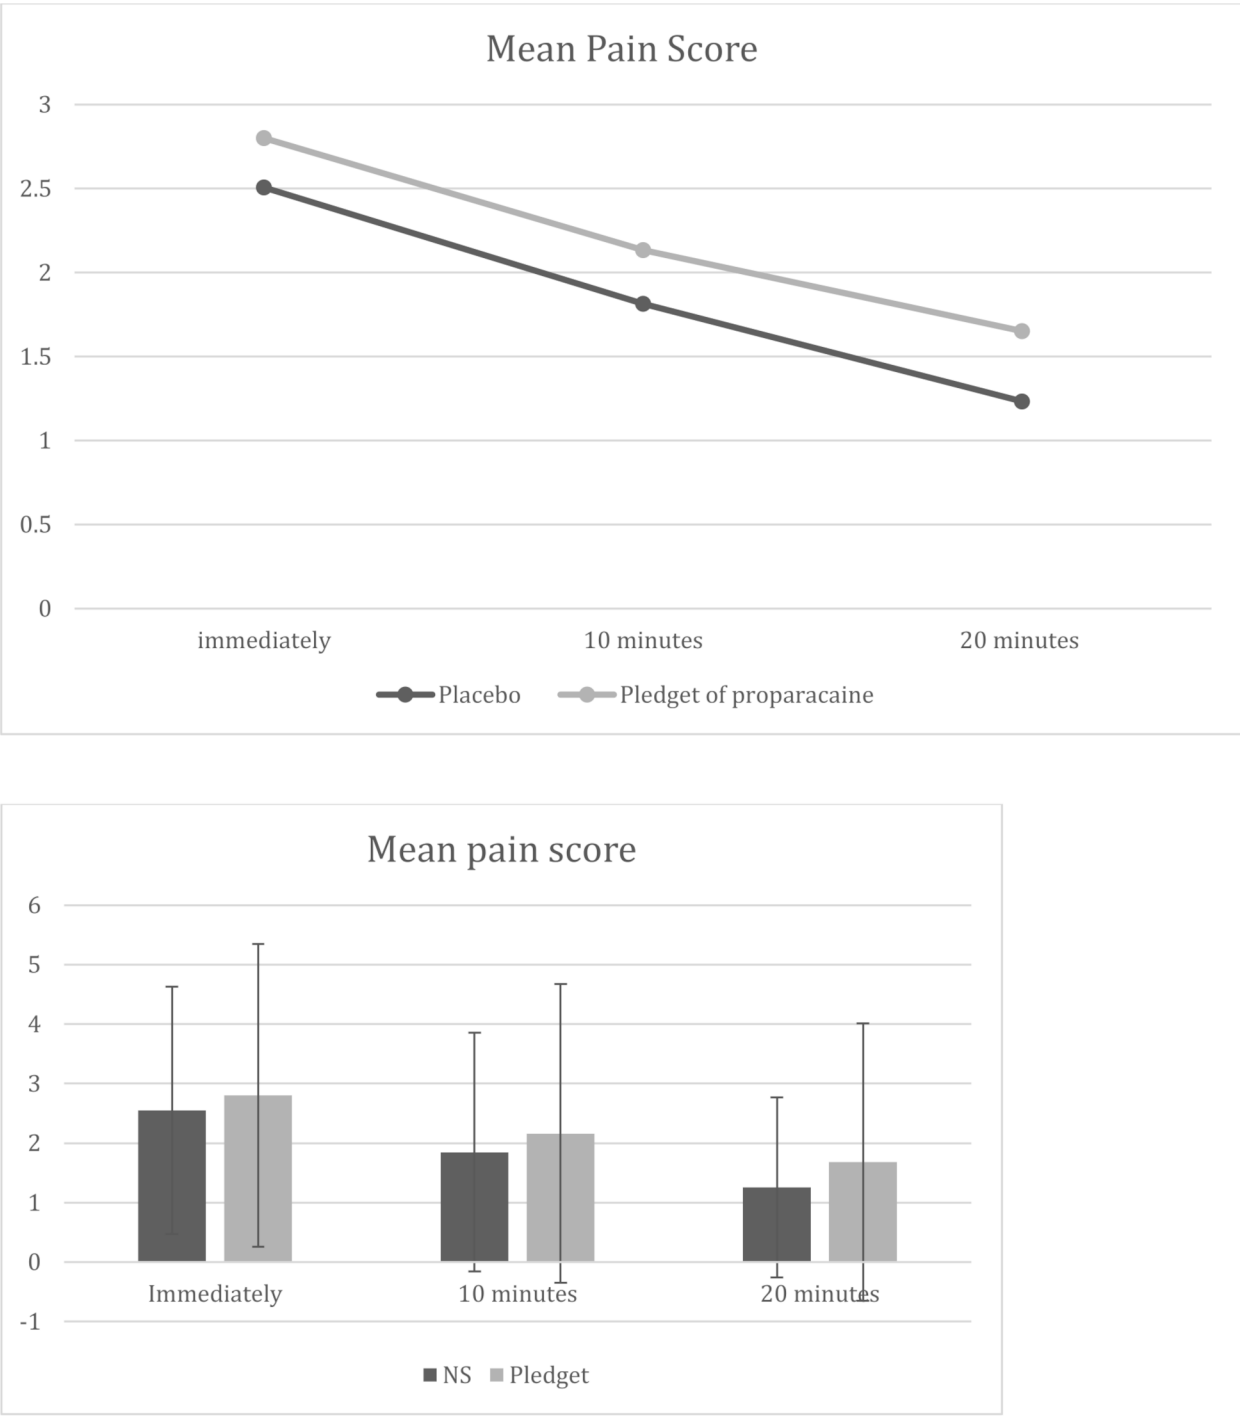 Mean Pain Score
3
2.5
2
1.5
1
0.5
0
immediately 10 minutes 20 minutes
Placebo Pledget of proparacaine
Mean pain score
6
5
4
3
2
1
0
Immediately 10 minutes 20 minutes
-1
NS Pledget